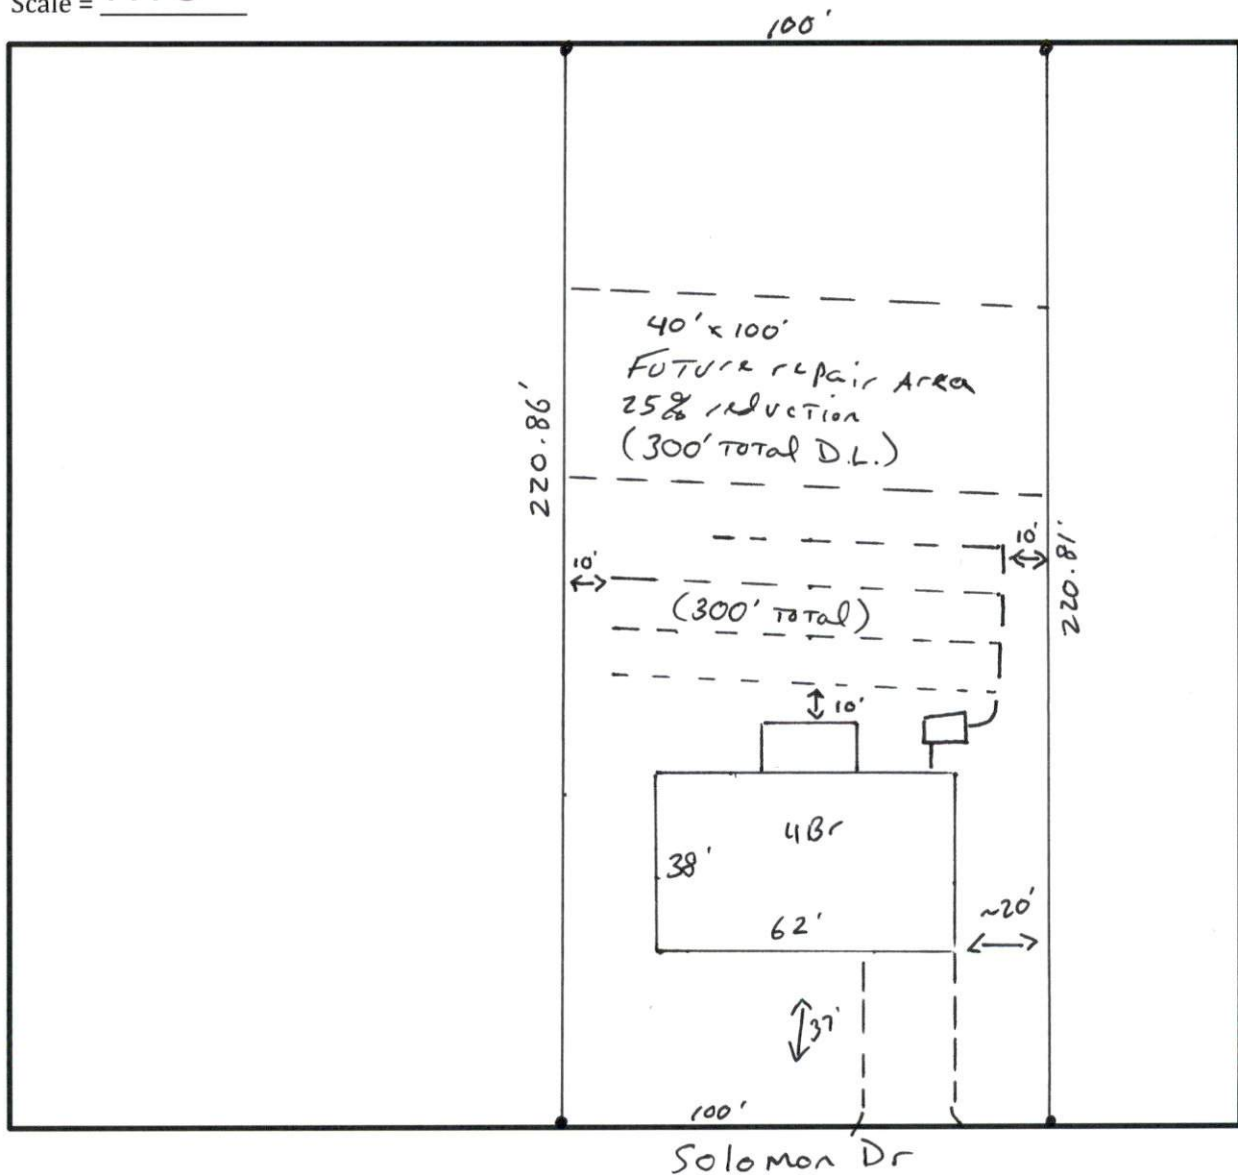 Scale =
100'
40' x 100'
Future repair Area
25% reduction
(300' Total D.L.)
220.86'
10'
10'
220.81'
(300' Total)
10'
4Br
38'
62'
~20'
37'
100'
Solomon Dr